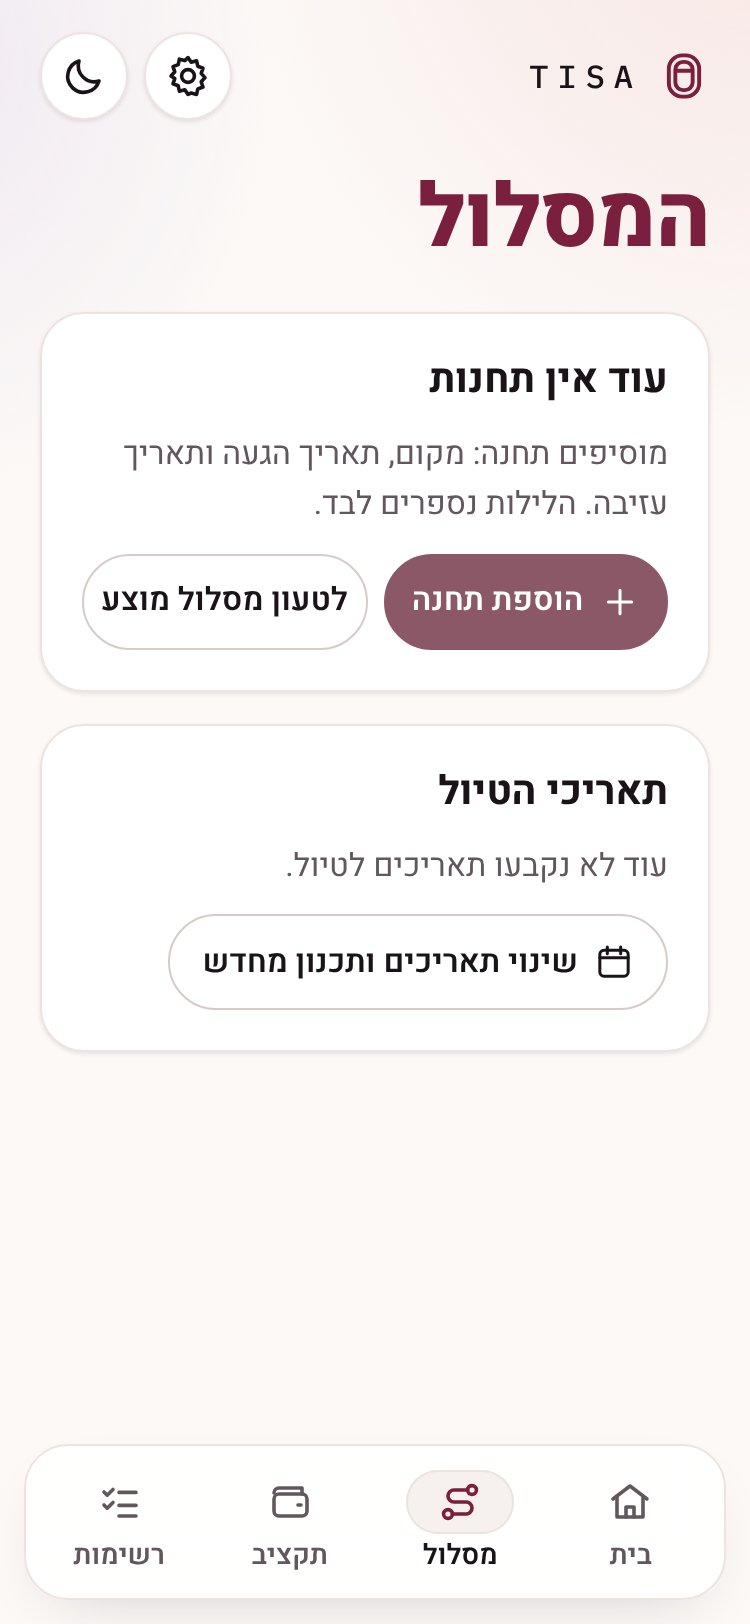 TISA
המסלול
עוד אין תחנות
מוסיפים תחנה: מקום, תאריך הגעה ותאריך
עזיבה. הלילות נספרים לבד.
הוספת תחנה
לטעון מסלול מוצע
תאריכי הטיול
עוד לא נקבעו תאריכים לטיול.
שינוי תאריכים ותכנון מחדש
בית
מסלול
תקציב
רשימות